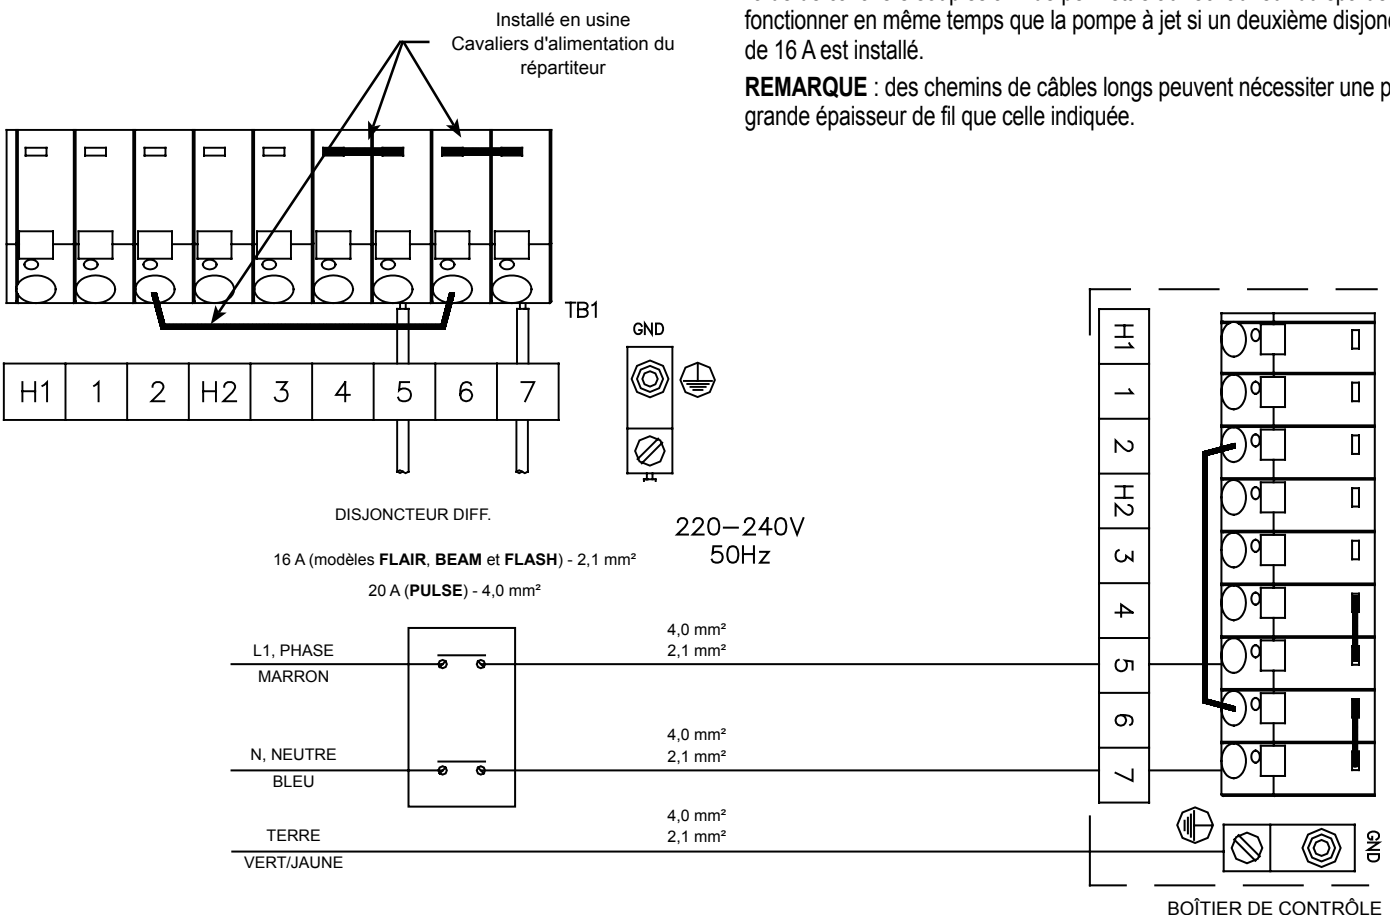 Installé en usine
Cavaliers d'alimentation du
répartiteur
fonctionner en même temps que la pompe à jet si un deuxième
de 16 A est installé.
REMARQUE : des chemins de câbles longs peuvent nécessiter une
grande épaisseur de fil que celle indiquée.
TB1
H1 1 2 H2 3 4 5 6 7
GND
DISJONCTEUR DIFF.
16 A (modèles FLAIR, BEAM et FLASH) - 2,1 mm²
20 A (PULSE) - 4,0 mm²
220-240V
50Hz
L1, PHASE
MARRON
4,0 mm²
2,1 mm²
N, NEUTRE
BLEU
4,0 mm²
2,1 mm²
TERRE
VERT/JAUNE
4,0 mm²
2,1 mm²
H1
1
2
H2
3
4
5
6
7
GND
BOÎTIER DE CONTRÔLE